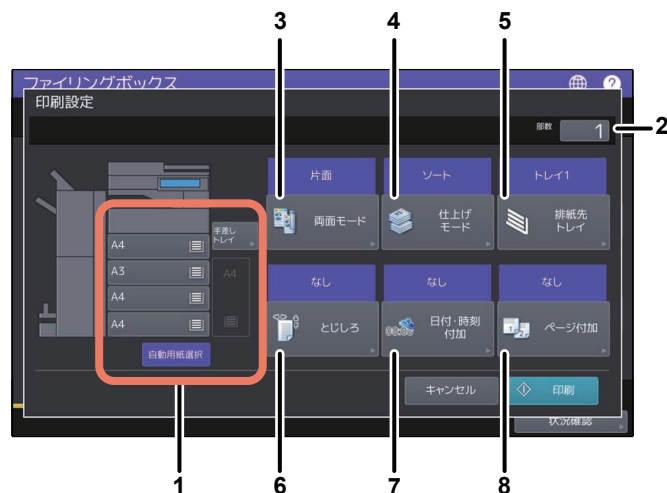 3
4
5
ファイリングボックス
?
印刷設定
部数
1
2
片面
ソート
トレイ1
両面モード
仕上げ
モード
排紙先
トレイ
手差し
トレイ
A4
A3
A4
A4
A4
なし
なし
なし
とじしろ
00:00
日付・時刻
付加
1
2
ページ付加
自動用紙選択
キャンセル
印刷
状況確認
1
6
7
8